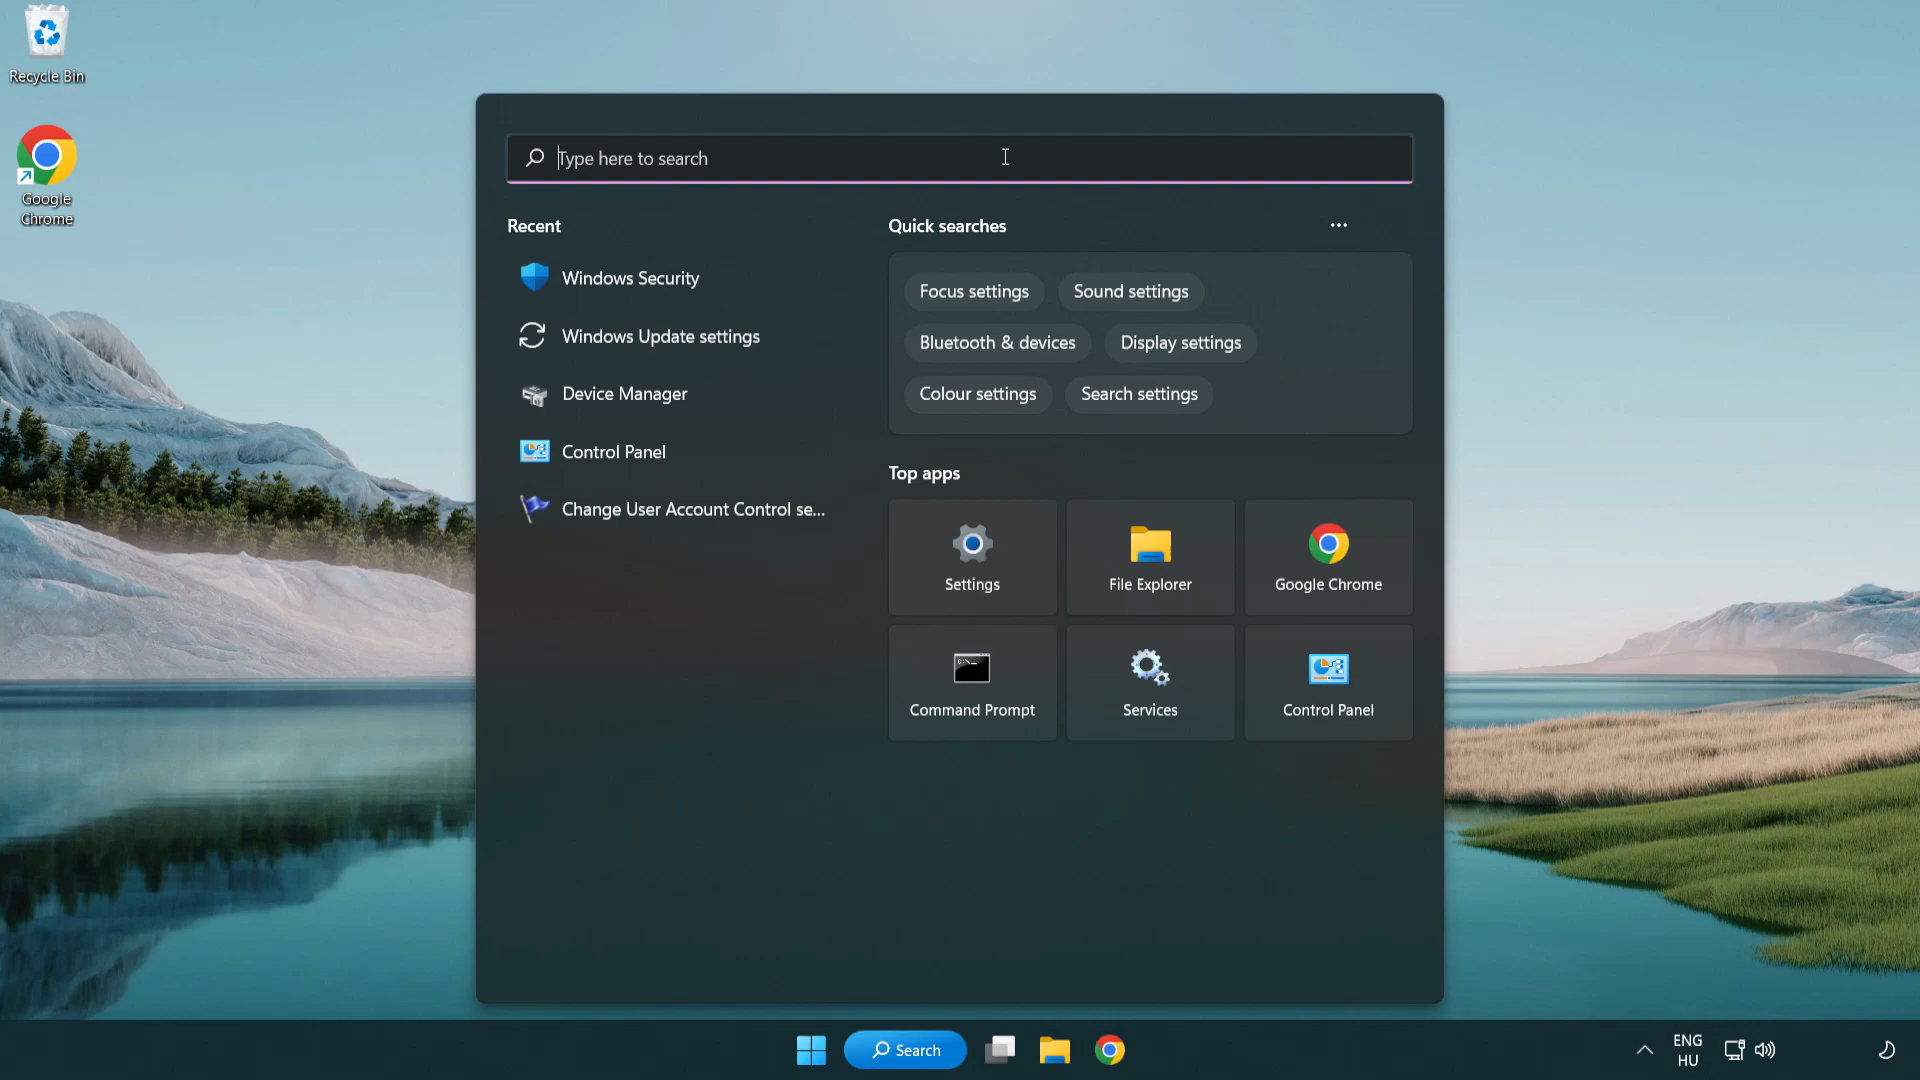 Recycle Bin
Google
Chrome
Type here to search
Recent
Windows Security
Windows Update settings
Device Manager
Control Panel
Change User Account Control se...
Quick searches
Focus settings
Sound settings
Bluetooth & devices
Display settings
Colour settings
Search settings
Top apps
Settings
File Explorer
Google Chrome
Command Prompt
Services
Control Panel
Search
ENG
HU